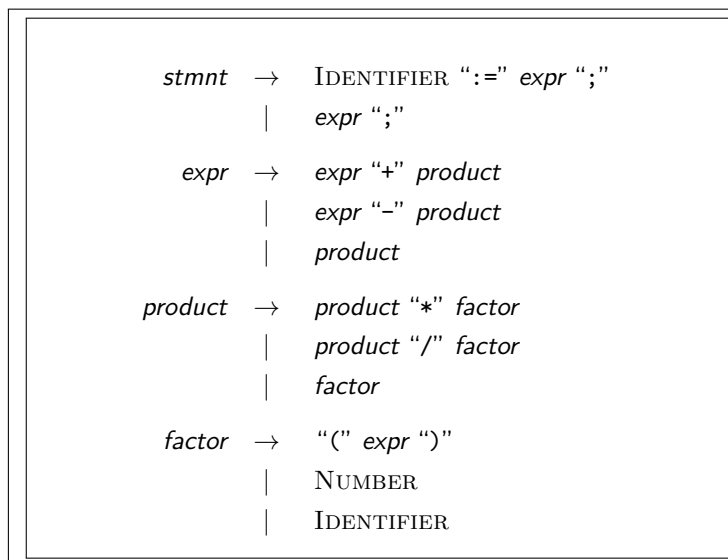 stmnt → IDENTIFIER “:=” expr “;”
| expr “;”
expr → expr “+” product
| expr “-” product
| product
product → product “*” factor
| product “/” factor
| factor
factor → “(” expr “)”
| NUMBER
| IDENTIFIER